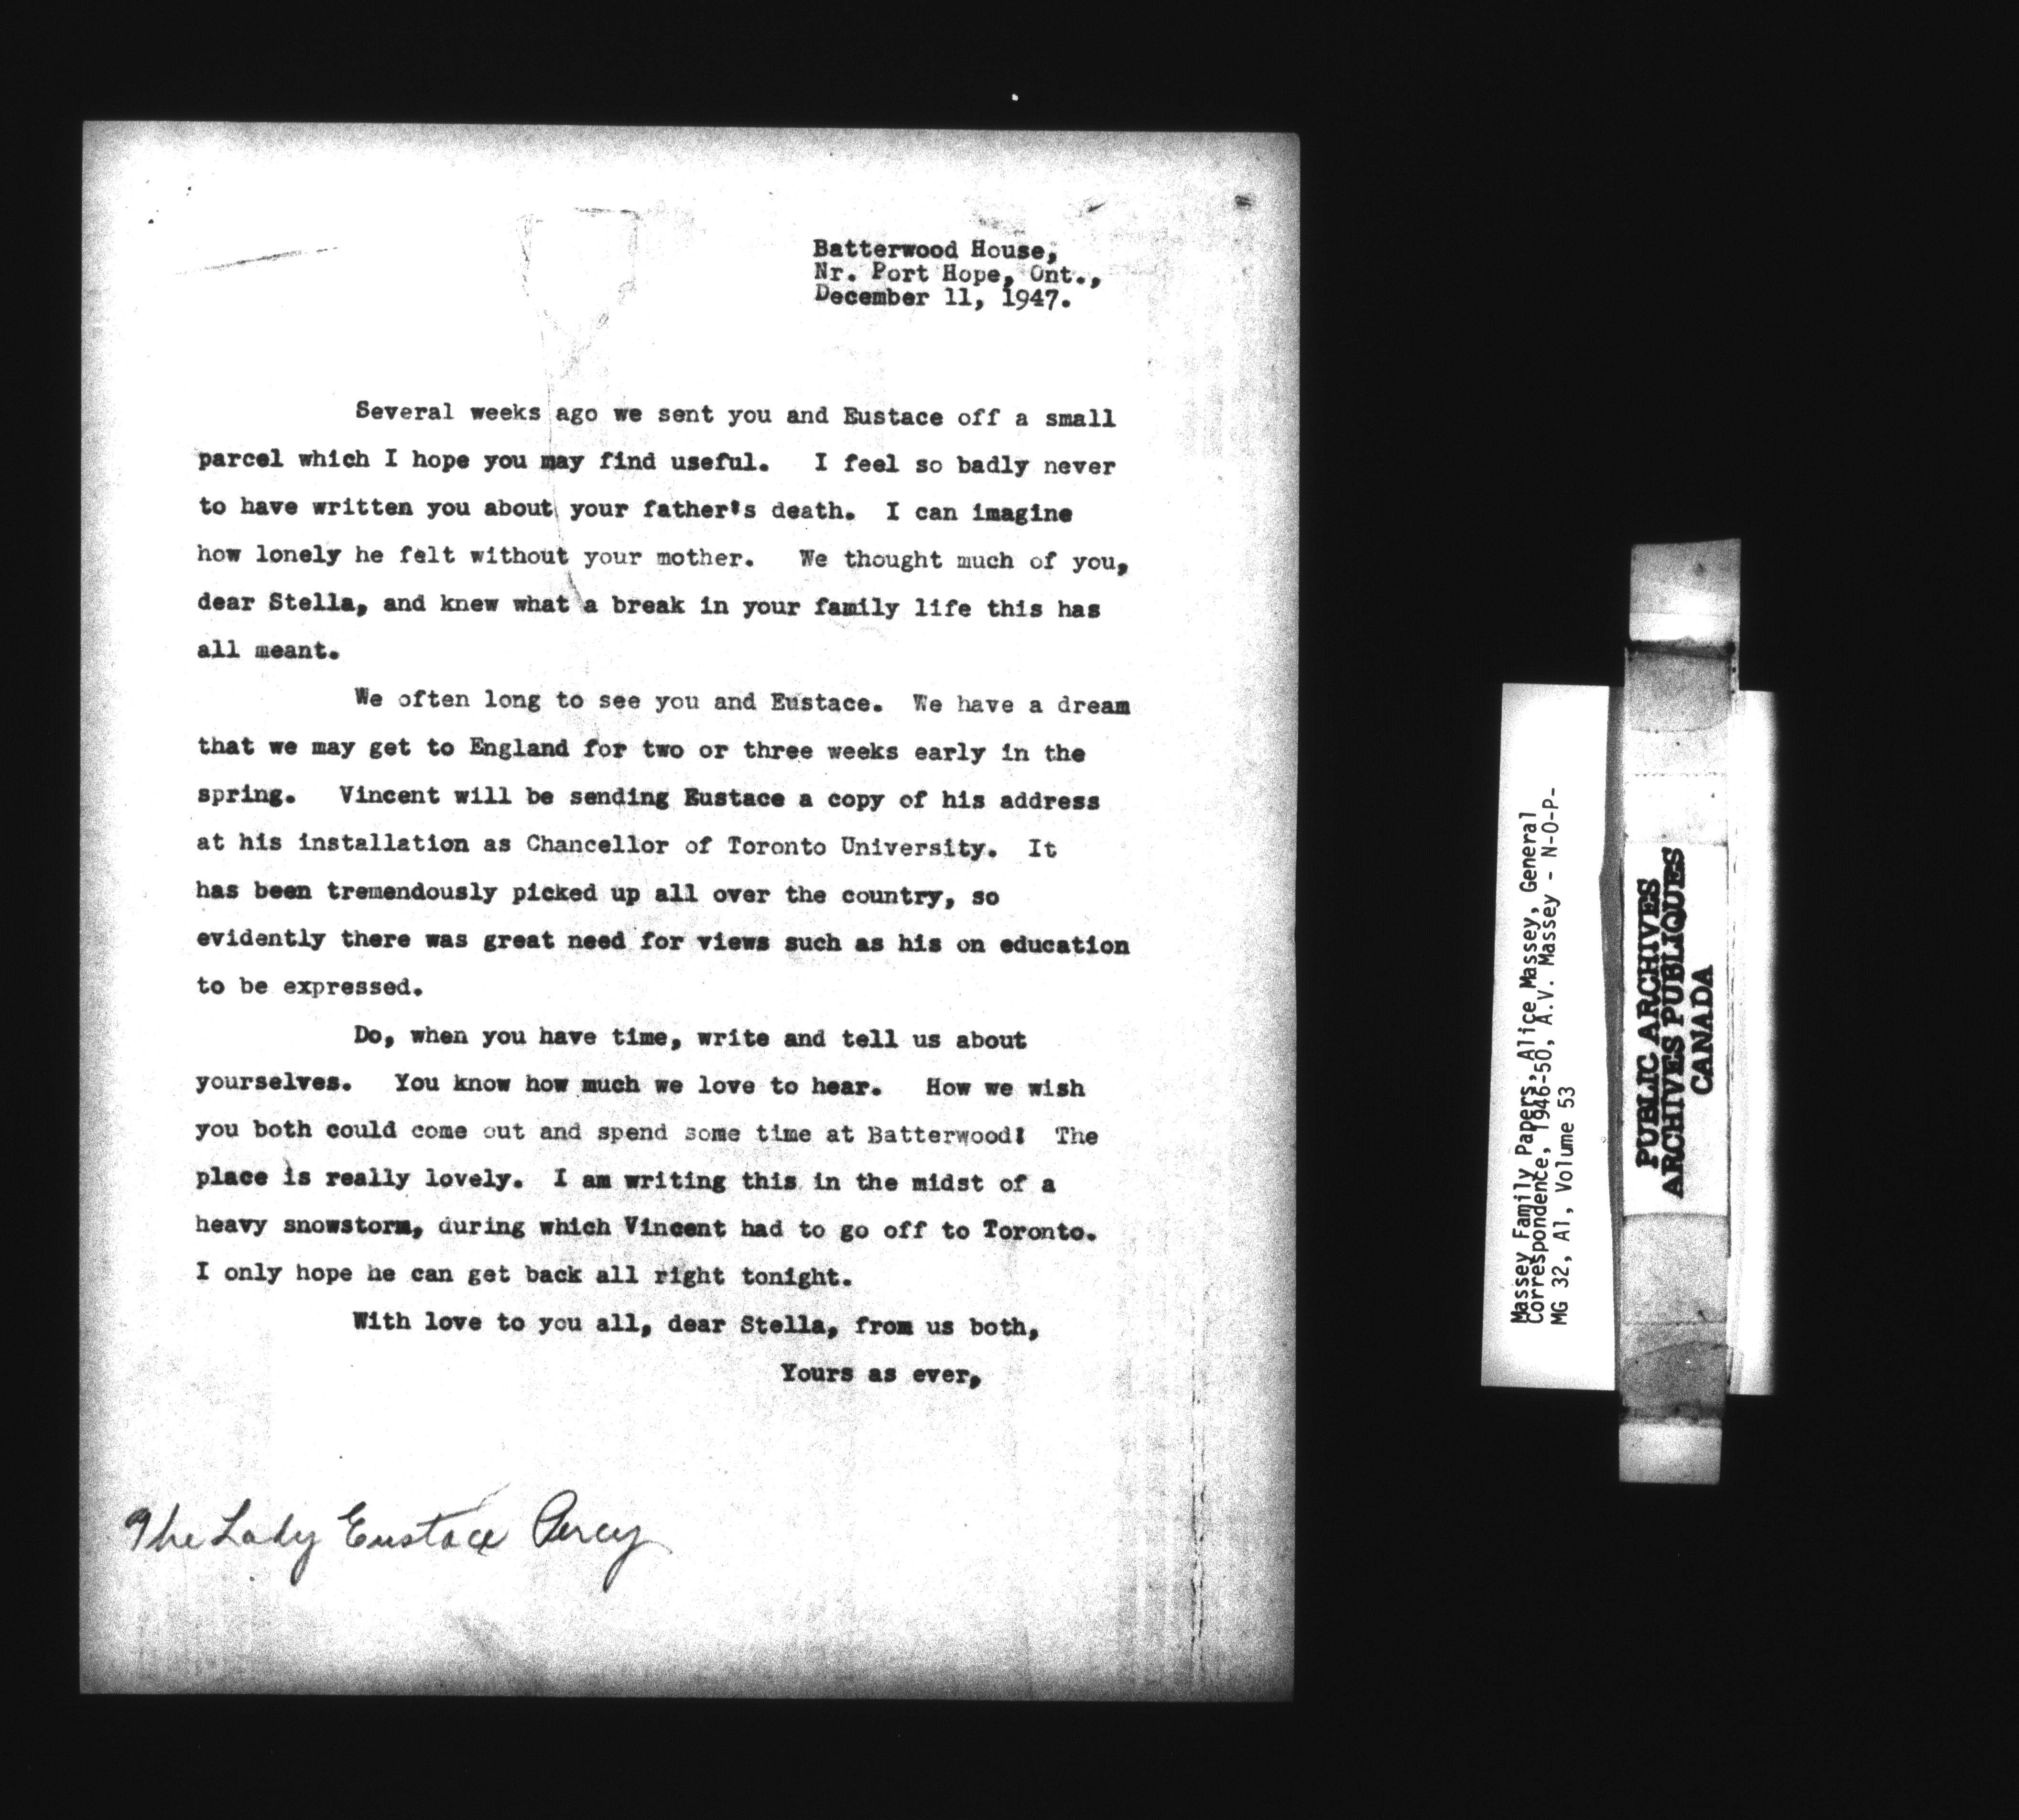 Batterwood House,
Nr. Port Hope, Ont.,
December 11, 1947.
Several weeks ago we sent you and Eustace off a small
parcel which I hope you may find useful. I feel so badly never
to have written you about your father's death. I can imagine
how lonely he felt without your mother. We thought much of you,
dear Stella, and knew what a break in your family life this has
all meant.
We often long to see you and Eustace. We have a dream
that we may get to England for two or three weeks early in the
spring. Vincent will be sending Eustace a copy of his address
at his installation as Chancellor of Toronto University. It
has been tremendously picked up all over the country, so
evidently there was great need for views such as his on education
to be expressed.
Do, when you have time, write and tell us about
yourselves. You know how much we love to hear. How we wish
you both could come out and spend some time at Batterwood! The
place is really lovely. I am writing this in the midst of a
heavy snowstorm, during which Vincent had to go off to Toronto.
I only hope he can get back all right tonight.
With love to you all, dear Stella, from us both,
Yours as ever,
The Lady Eustace Percy
Massey Family Papers, Alice Massey, General
Correspondence, 1946-50, A.V. Massey - N-O-P-
MG 32, A1, Volume 53
PUBLIC ARCHIVES
ARCHIVES PUBLIQUES
CANADA